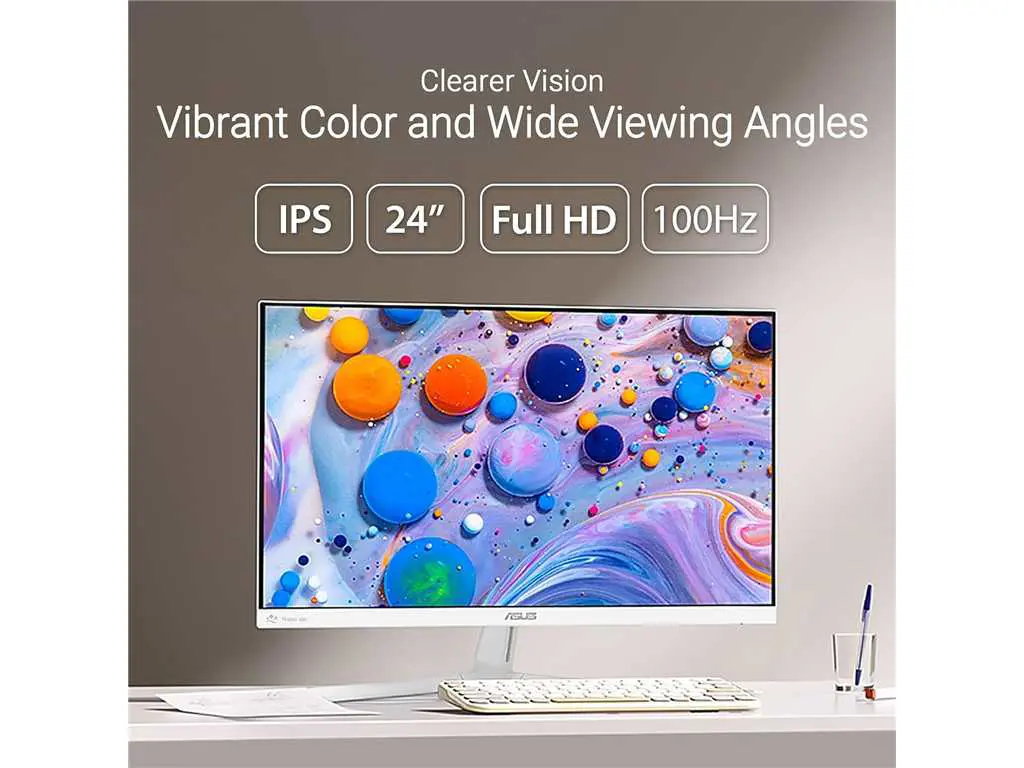 Clearer Vision
Vibrant Color and Wide Viewing Angles
IPS
24”
Full HD
100Hz
ASUS